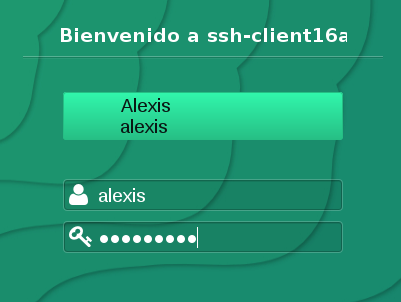 Bienvenido a ssh-client16a
Alexis
alexis
alexis
●●●●●●●●●